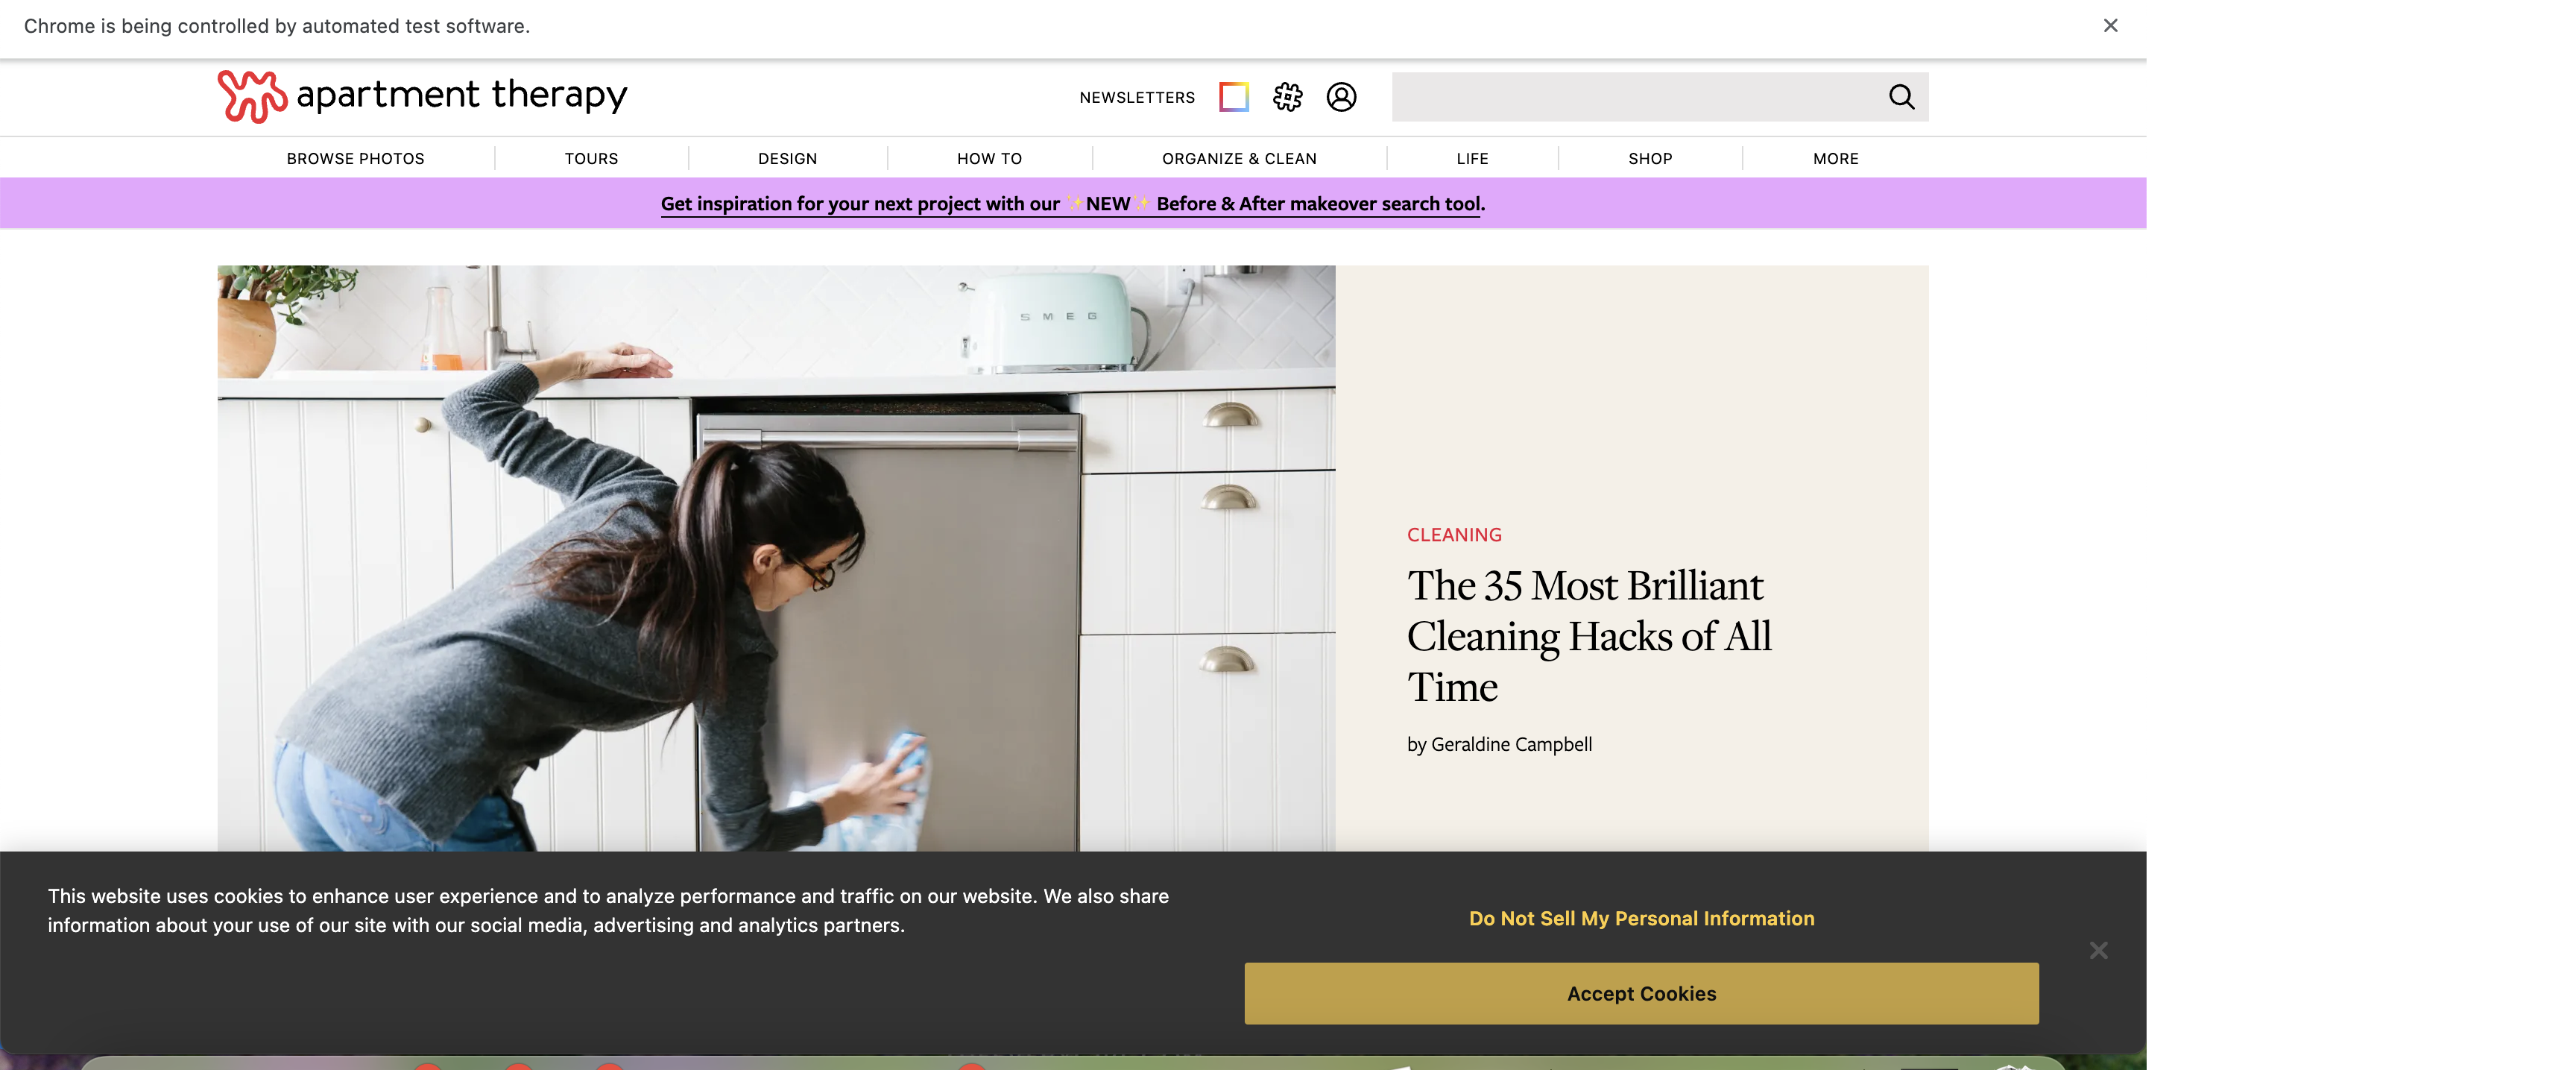 Chrome is being controlled by automated test software.
apartment therapy
NEWSLETTERS
BROWSE PHOTOS
TOURS
DESIGN
HOW TO
ORGANIZE & CLEAN
LIFE
SHOP
MORE
Get inspiration for your next project with our ✨NEW✨ Before & After makeover search tool.
SMEG
CLEANING
The 35 Most Brilliant
Cleaning Hacks of All
Time
by Geraldine Campbell
This website uses cookies to enhance user experience and to analyze performance and traffic on our website. We also share
information about your use of our site with our social media, advertising and analytics partners.
Do Not Sell My Personal Information
Accept Cookies